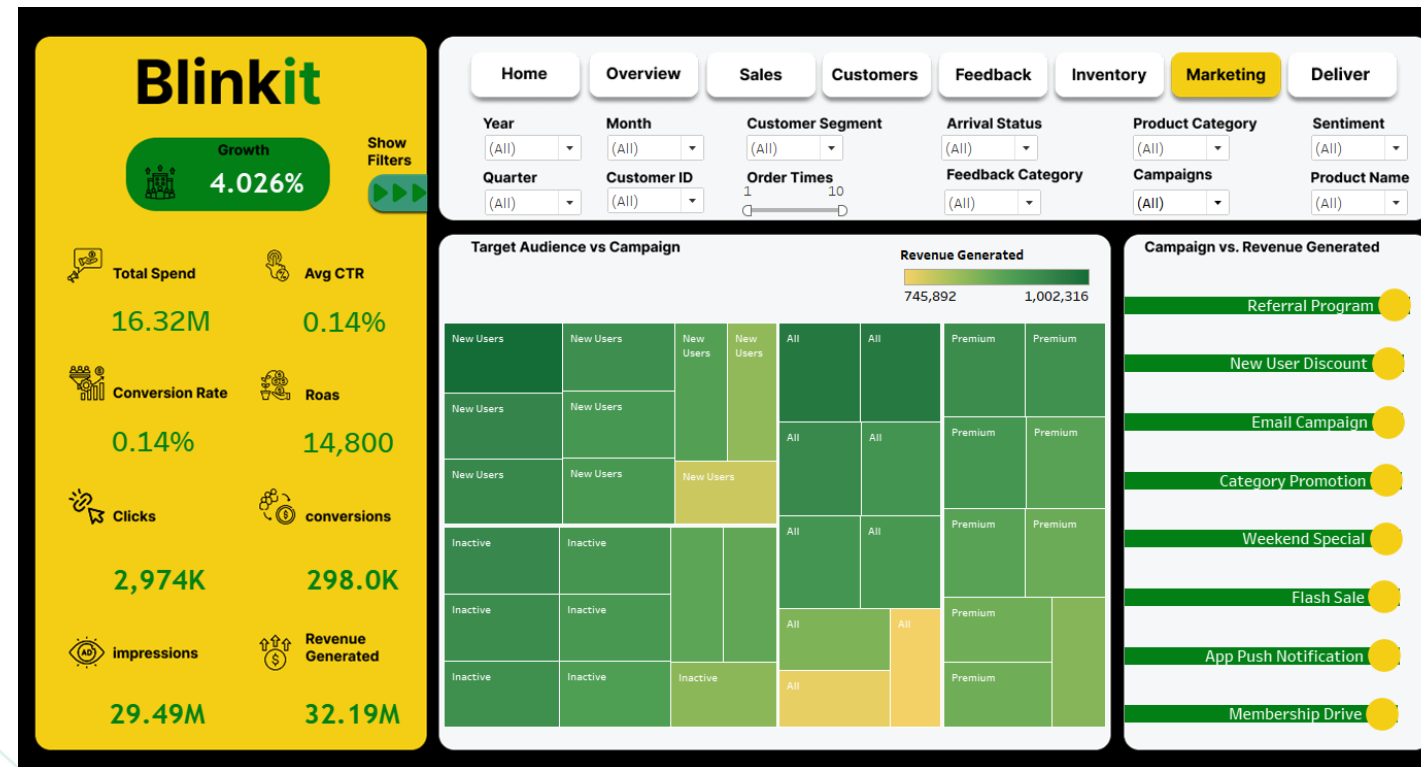 Blinkit
Growth
4.026%
Show
Filters
Total Spend
Avg CTR
16.32M
0.14%
Conversion Rate
Roas
0.14%
14,800
Clicks
conversions
2,974K
298.0K
AD
impressions
Revenue
Generated
29.49M
32.19M
Home
Overview
Sales
Customers
Feedback
Inventory
Marketing
Deliver
Year
Month
Customer Segment
Arrival Status
Product Category
Sentiment
(All)
(All)
(All)
(All)
(All)
(All)
Quarter
Customer ID
Order Times
Feedback Category
Campaigns
Product Name
1
10
(All)
(All)
(All)
(All)
(All)
Target Audience vs Campaign
Revenue Generated
745,892
1,002,316
New Users
New Users
New
Users
New
Users
New Users
New Users
New Users
New Users
New Users
Inactive
Inactive
Inactive
Inactive
Inactive
Inactive
Inactive
All
All
All
All
All
All
All
All
All
Premium
Premium
Premium
Premium
Premium
Premium
Premium
Premium
Campaign vs. Revenue Generated
Referral Program
New User Discount
Email Campaign
Category Promotion
Weekend Special
Flash Sale
App Push Notification
Membership Drive